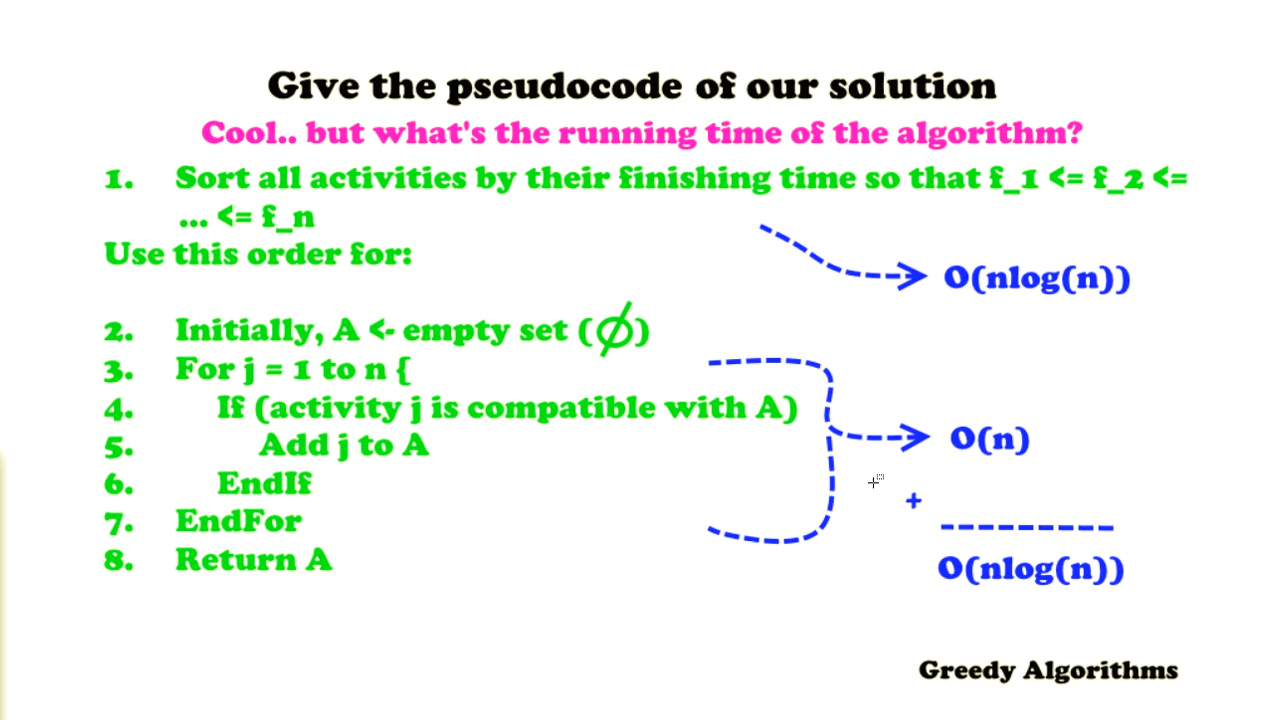 Give the pseudocode of our solution
Cool.. but what's the running time of the algorithm?
1. Sort all activities by their finishing time so that f_1 <= f_2 <=
... <= f_n
Use this order for:
O(nlog(n))
2. Initially, A <- empty set (∅)
3. For j = 1 to n {
4. If (activity j is compatible with A)
5. Add j to A
O(n)
6. EndIf
+
7. EndFor
8. Return A
O(nlog(n))
Greedy Algorithms